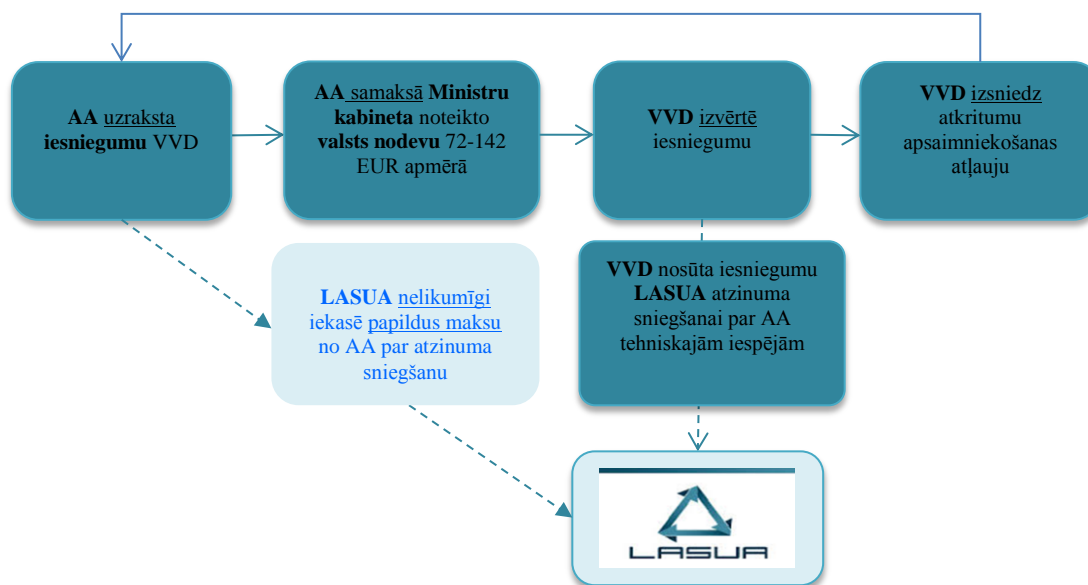 AA uzraksta
iesniegumu VVD
AA samaksā Ministru
kabineta noteikto
valsts nodevu 72-142
EUR apmērā
VVD izvērtē
iesniegumu
VVD izsniedz
atkritumu
apsaimniekošanas
atļauju
LASUA nelikumīgi
iekasē papildus maksu
no AA par atzinuma
sniegšanu
VVD nosūta iesniegumu
LASUA atzinuma
sniegšanai par AA
tehniskajām iespējām
LASUA